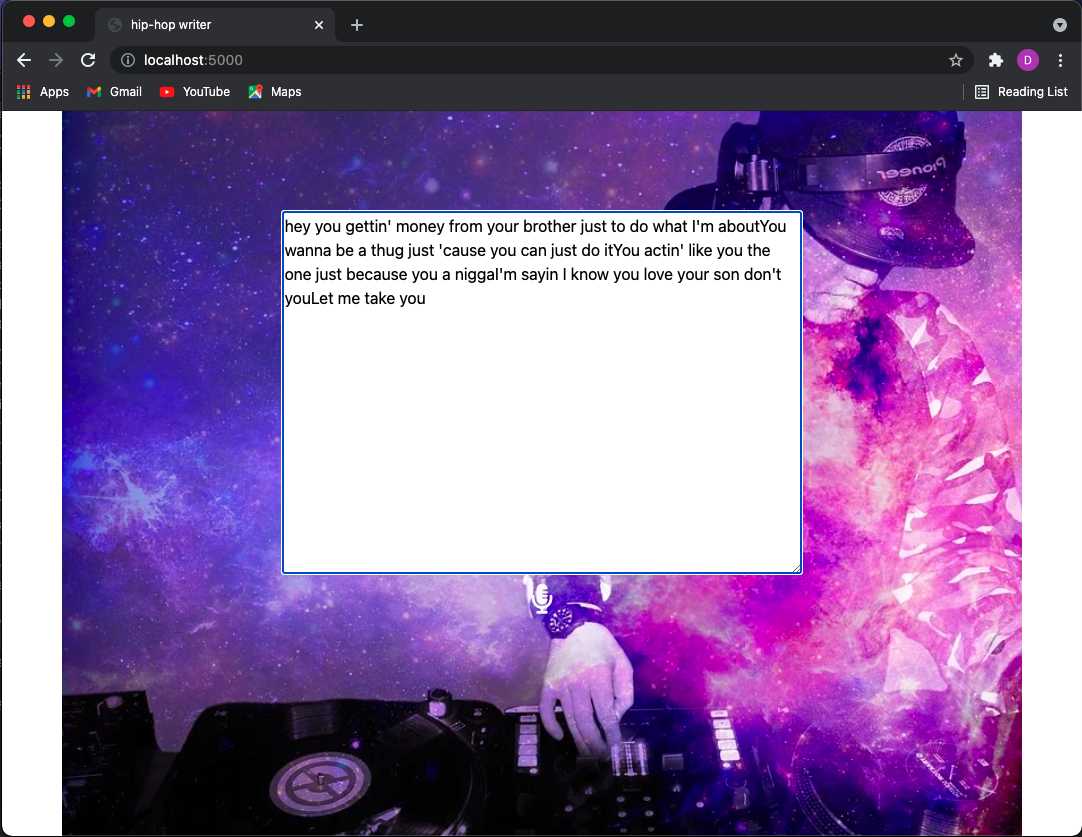 hip-hop writer
localhost:5000
Apps
Gmail
YouTube
Maps
Reading List
D
Pioneer
hey you gettin' money from your brother just to do what I'm aboutYou
wanna be a thug just 'cause you can just do itYou actin' like you the
one just because you a niggaI'm sayin I know you love your son don't
youLet me take you